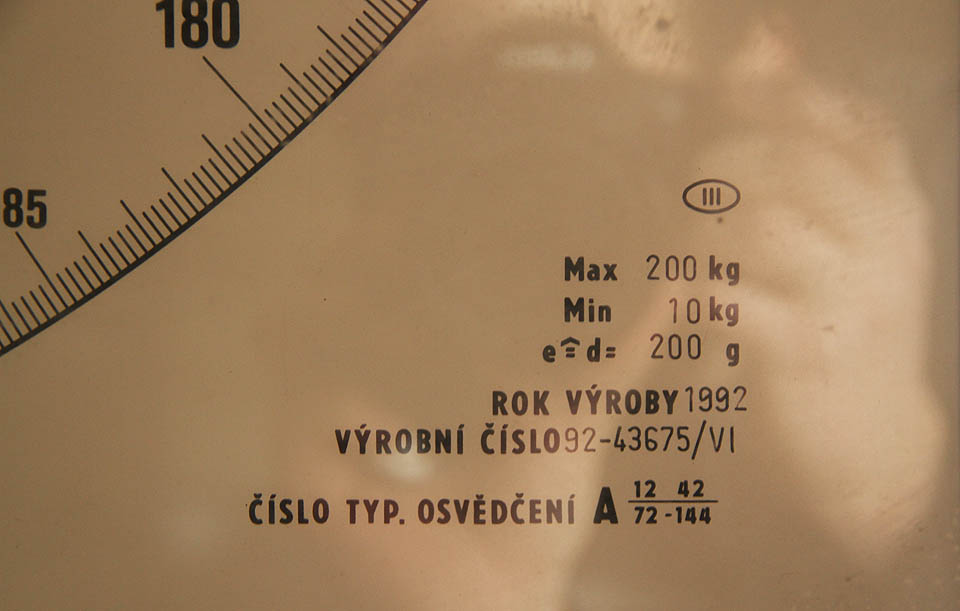 180
85
III
Max 200 kg
Min 10 kg
e≙d= 200 g
ROK VÝROBY 1992
VÝROBNÍ ČÍSLO 92-43675/VI
ČÍSLO TYP. OSVĚDČENÍ A 12 42
72-144